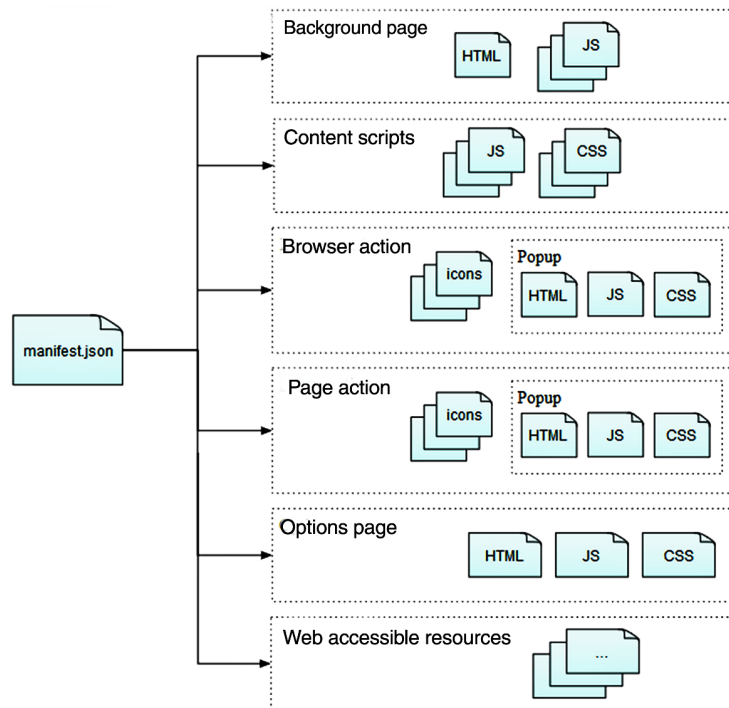 Background page
HTML
JS
Content scripts
JS
CSS
Browser action
icons
Popup
HTML
JS
CSS
manifest.json
Page action
icons
Popup
HTML
JS
CSS
Options page
HTML
JS
CSS
Web accessible resources
...